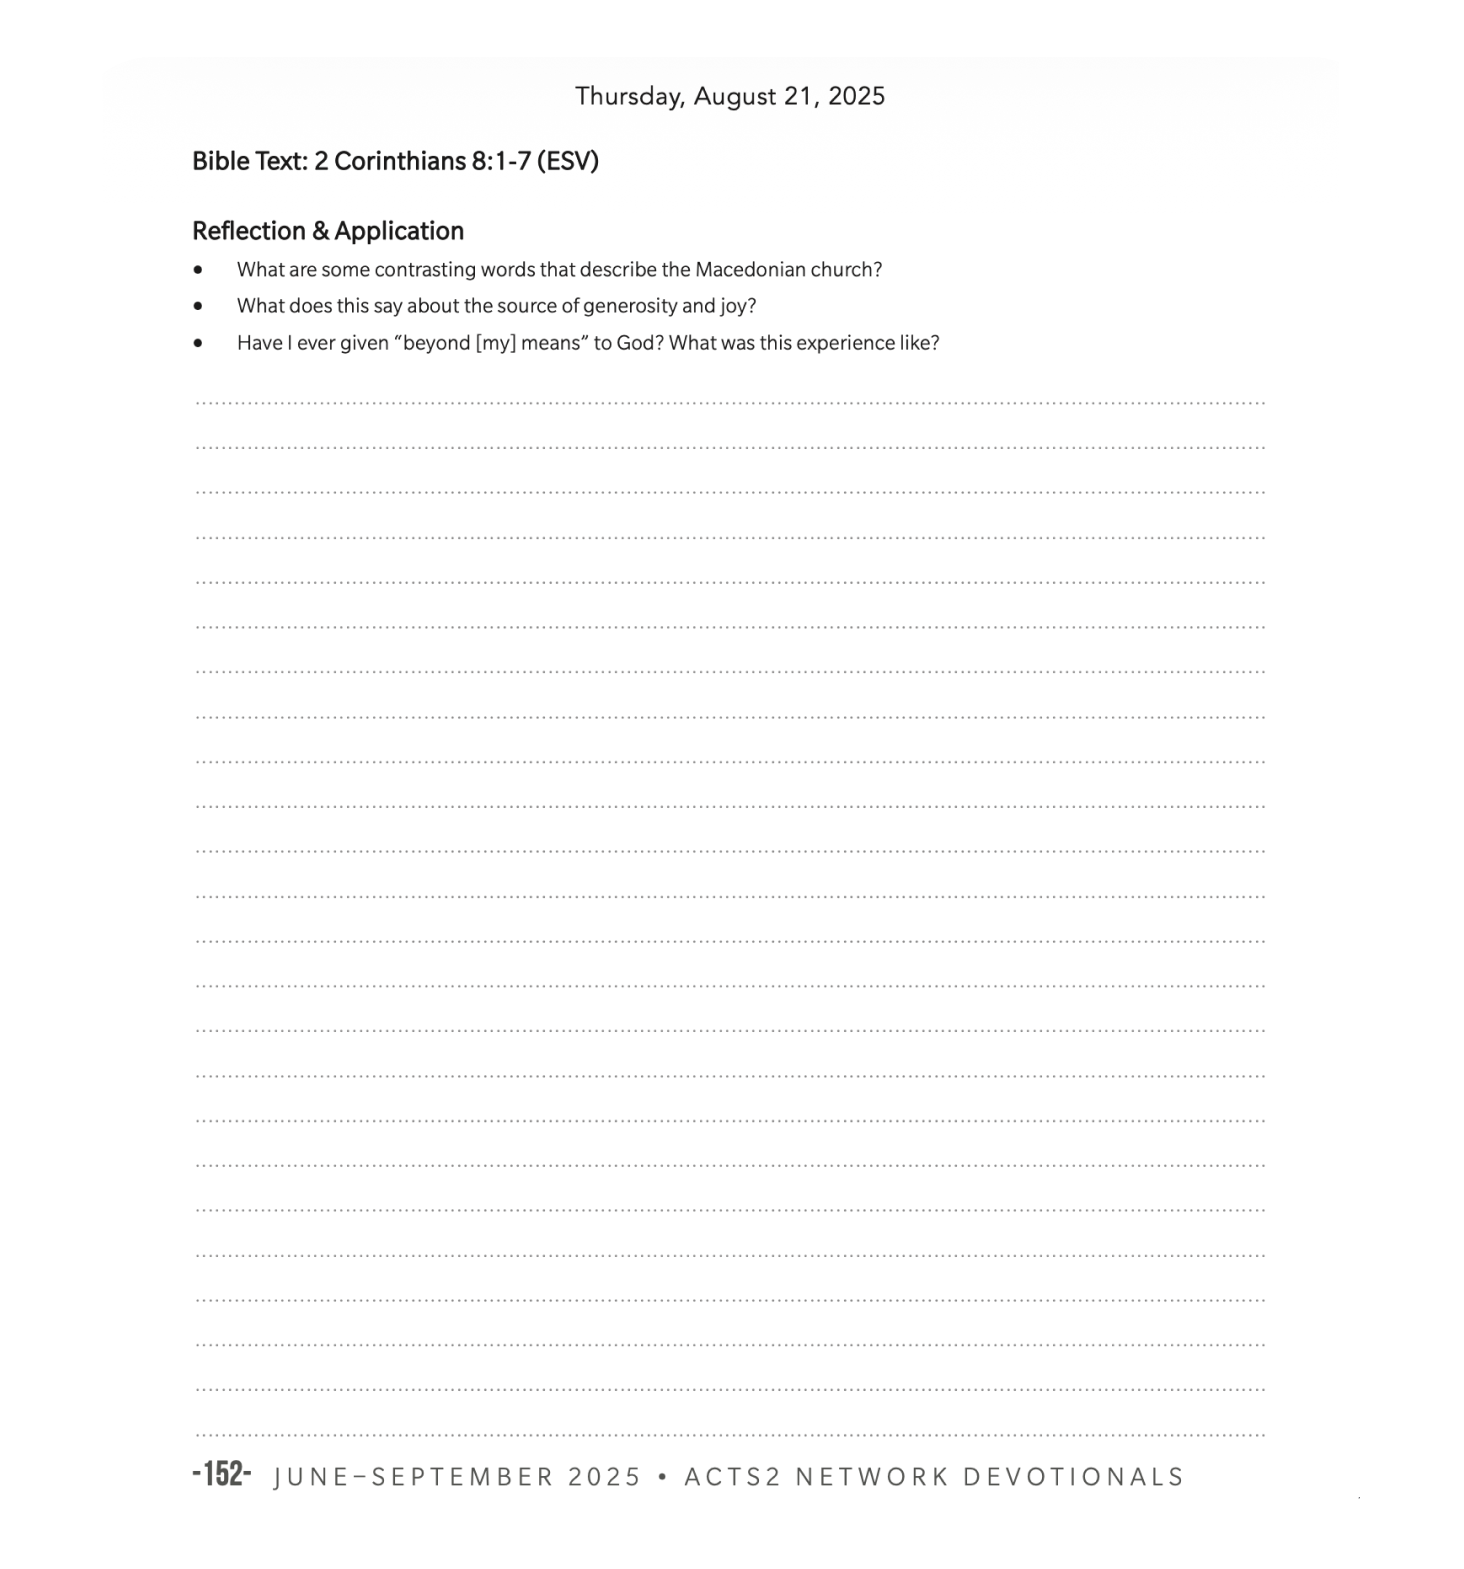 Thursday, August 21, 2025
Bible Text: 2 Corinthians 8:1-7 (ESV)
Reflection & Application
• What are some contrasting words that describe the Macedonian church?
• What does this say about the source of generosity and joy?
• Have I ever given “beyond [my] means” to God? What was this experience like?
-152- JUNE–SEPTEMBER 2025 • ACTS2 NETWORK DEVOTIONALS